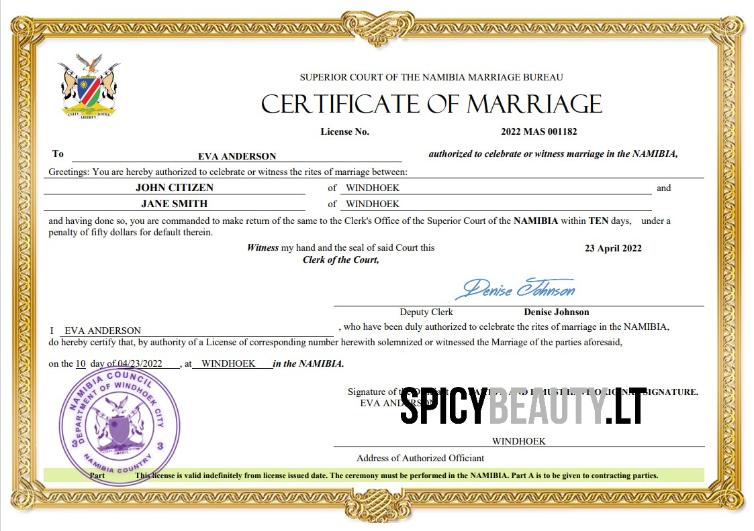 SUPERIOR COURT OF THE NAMIBIA MARRIAGE BUREAU
CERTIFICATE OF MARRIAGE
License No. 2022 MAS 001182
To EVA ANDERSON authorized to celebrate or witness marriage in the NAMIBIA,
Greetings: You are hereby authorized to celebrate or witness the rites of marriage between:
JOHN CITIZEN of WINDHOEK and
JANE SMITH of WINDHOEK
and having done so, you are commanded to make return of the same to the Clerk's Office of the Superior Court of the NAMIBIA within TEN days, under a
penalty of fifty dollars for default therein.
Witness my hand and the seal of said Court this 23 April 2022
Clerk of the Court,
Denise Johnson
Deputy Clerk Denise Johnson
I EVA ANDERSON , who have been duly authorized to celebrate the rites of marriage in the NAMIBIA,
do hereby certify that, by authority of a License of corresponding number herewith solemnized or witnessed the Marriage of the parties aforesaid,
on the 10 day of 04/23/2022 , at WINDHOEK in the NAMIBIA.
NAMIBIA COUNCIL
DEPARTMENT OF WINDHOEK CITY
3 3
NAMIBIA COUNTRY
Signature of the SIGNATURE.
EVA ANDERSON
SPICYBEAUTY.LT
WINDHOEK
Address of Authorized Officiant
Part This license is valid indefinitely from license issued date. The ceremony must be performed in the NAMIBIA. Part A is to be given to contracting parties.